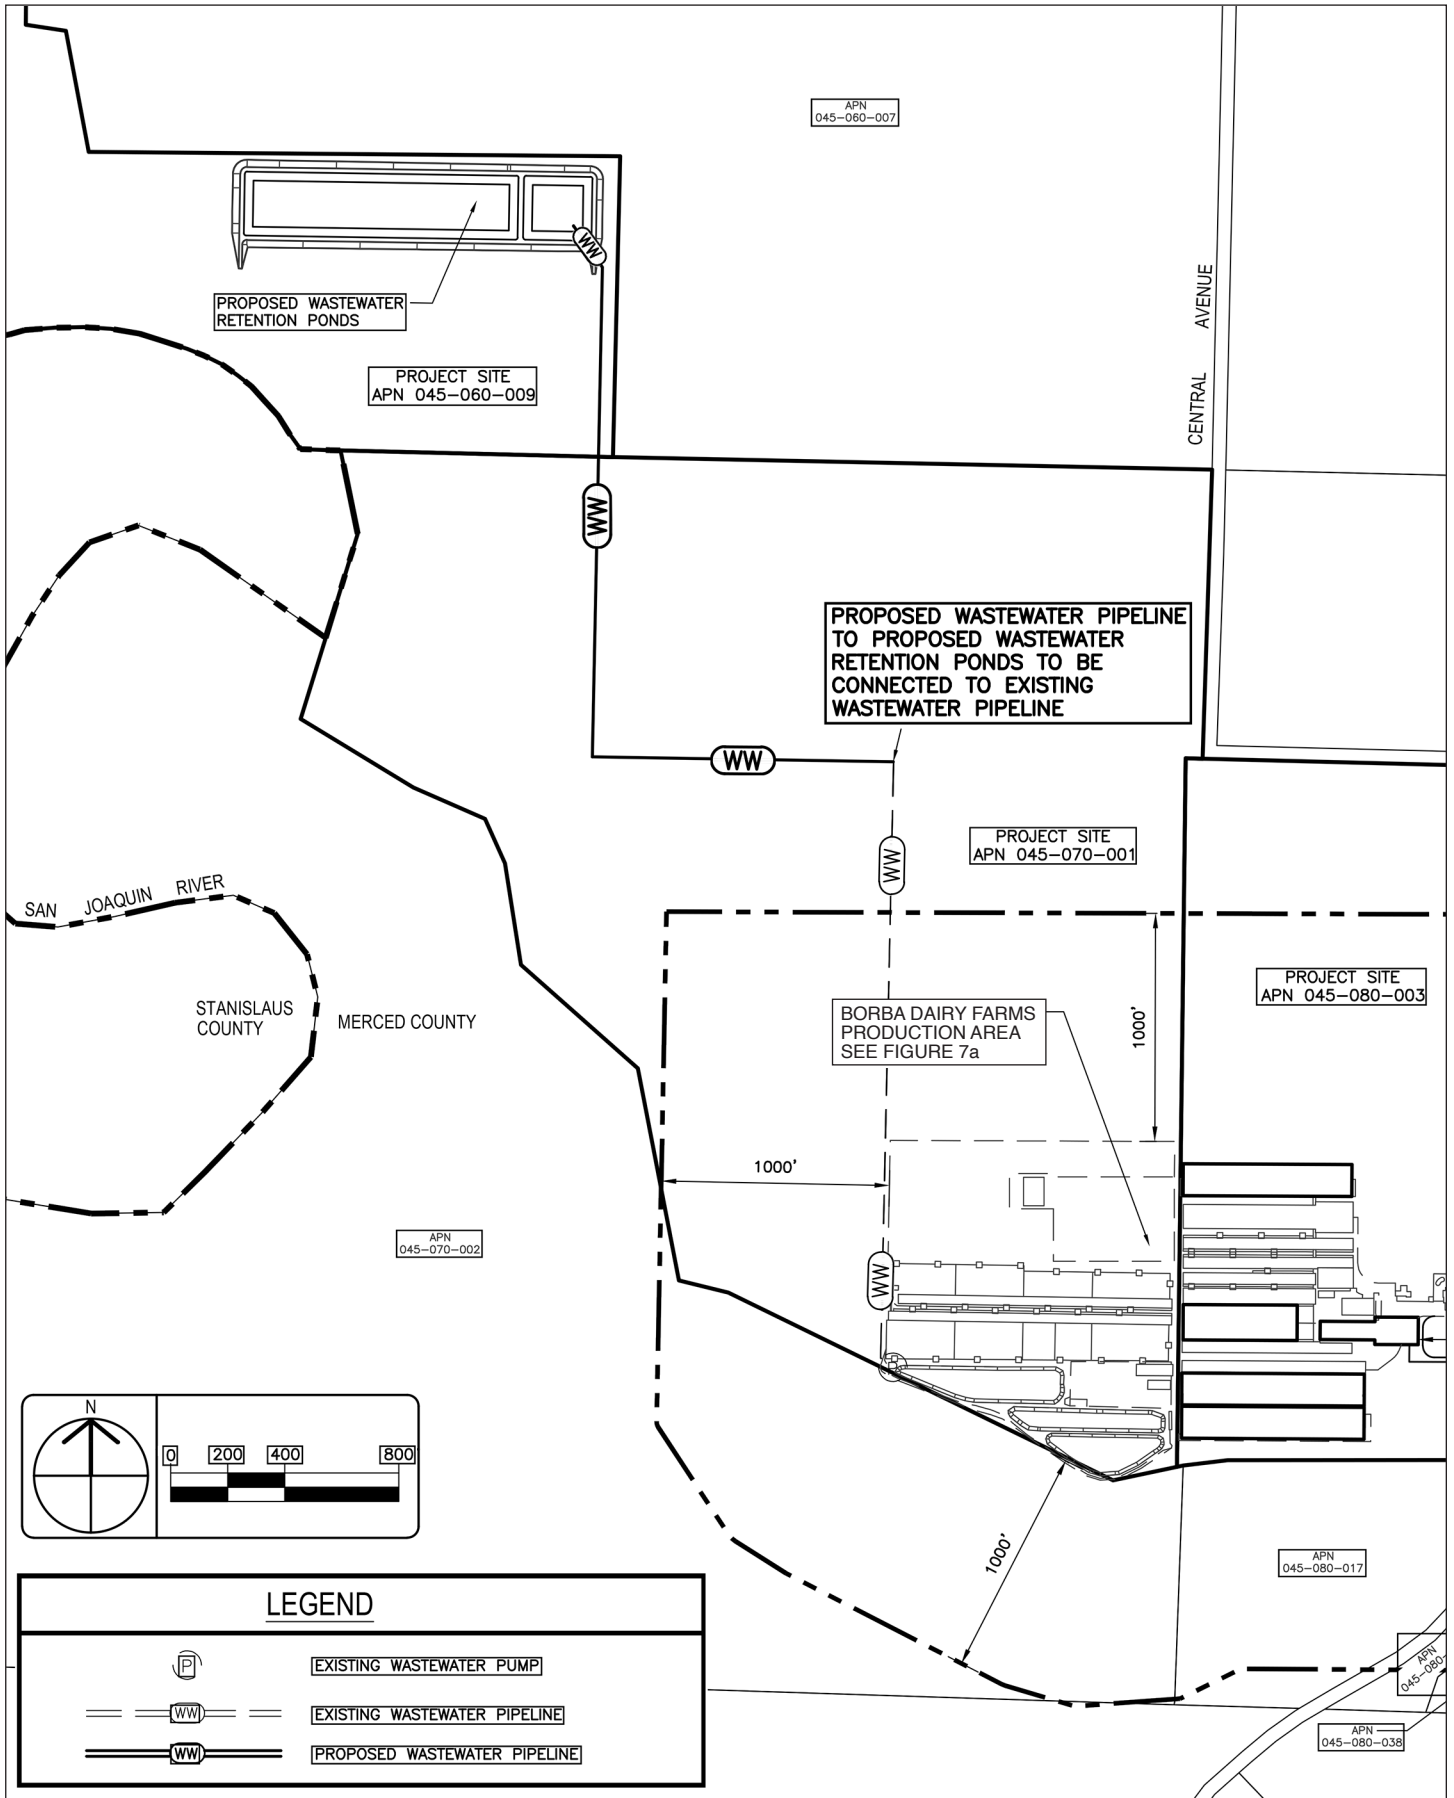 APN
045-060-007
PROPOSED WASTEWATER
RETENTION PONDS
WW
PROJECT SITE
APN 045-060-009
CENTRAL AVENUE
WW
PROPOSED WASTEWATER PIPELINE
TO PROPOSED WASTEWATER
RETENTION PONDS TO BE
CONNECTED TO EXISTING
WASTEWATER PIPELINE
WW
PROJECT SITE
APN 045-070-001
WW
SAN JOAQUIN RIVER
PROJECT SITE
APN 045-080-003
STANISLAUS
COUNTY
MERCED COUNTY
BORBA DAIRY FARMS
PRODUCTION AREA
SEE FIGURE 7a
1000'
1000'
APN
045-070-002
WW
N
0 200 400 800
1000'
APN
045-080-017
LEGEND
P EXISTING WASTEWATER PUMP
WW EXISTING WASTEWATER PIPELINE
WW PROPOSED WASTEWATER PIPELINE
APN
045-080-
APN
045-080-038